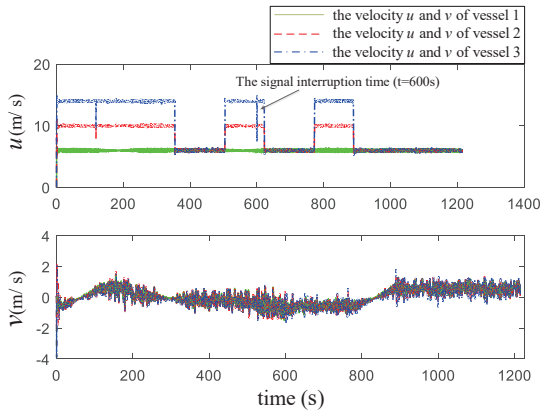 the velocity u and v of vessel 1
the velocity u and v of vessel 2
the velocity u and v of vessel 3
The signal interruption time (t=600s)
20
10
0
u(m/ s)
0 200 400 600 800 1000 1200 1400
4
2
0
-2
-4
v(m/ s)
0 200 400 600 800 1000 1200
time (s)